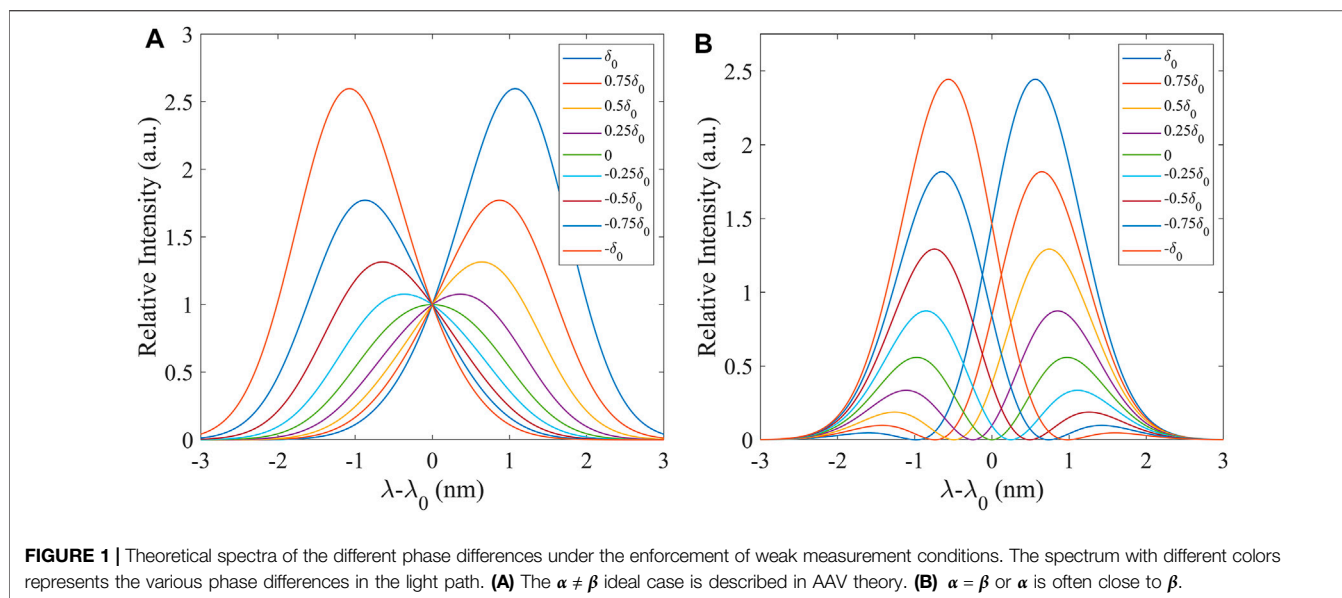 A
3
2.5
2
1.5
1
0.5
0
-3
-2
-1
0
1
2
3
Relative Intensity (a.u.)
λ-λ0 (nm)
δ0
0.75δ0
0.5δ0
0.25δ0
0
-0.25δ0
-0.5δ0
-0.75δ0
-δ0
B
2.5
2
1.5
1
0.5
0
-3
-2
-1
0
1
2
3
Relative Intensity (a.u.)
λ-λ0 (nm)
δ0
0.75δ0
0.5δ0
0.25δ0
0
-0.25δ0
-0.5δ0
-0.75δ0
-δ0
FIGURE 1 | Theoretical spectra of the different phase differences under the enforcement of weak measurement conditions. The spectrum with different colors
represents the various phase differences in the light path. (A) The α ≠ β ideal case is described in AAV theory. (B) α = β or α is often close to β.